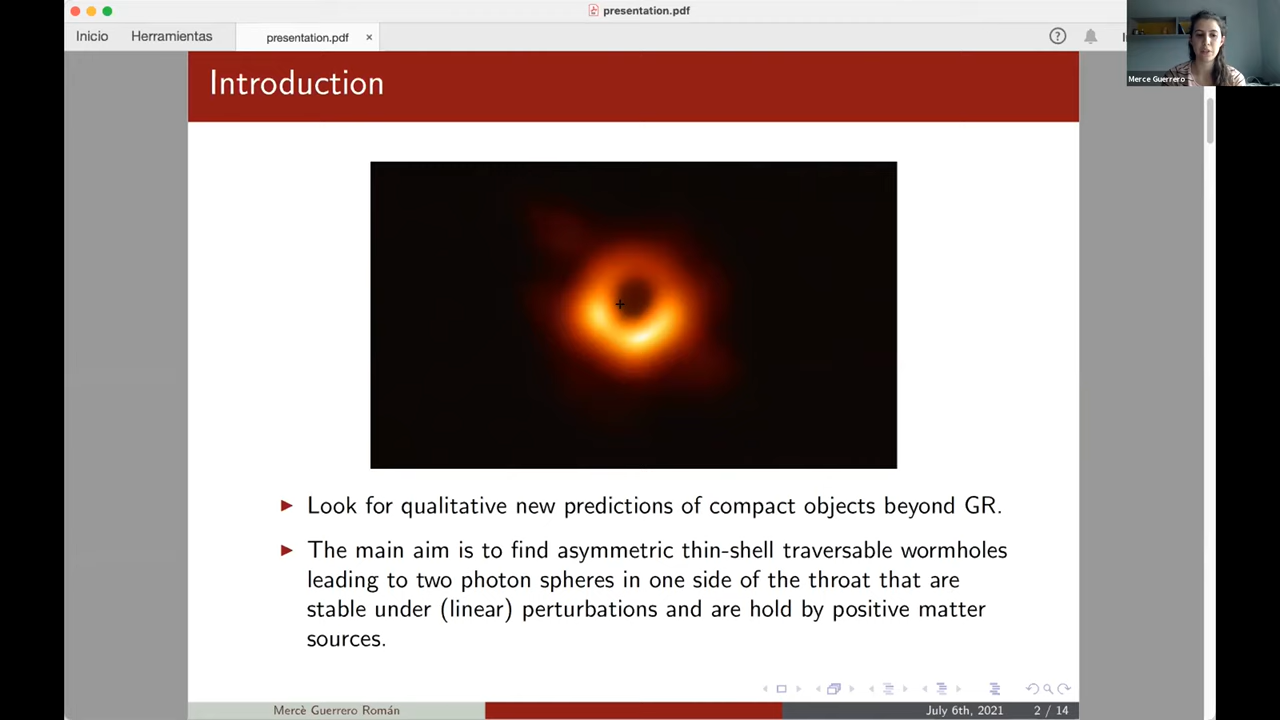 presentation.pdf
Inicio Herramientas presentation.pdf ×
Merce Guerrero
Introduction
Look for qualitative new predictions of compact objects beyond GR.
The main aim is to find asymmetric thin-shell traversable wormholes
leading to two photon spheres in one side of the throat that are
stable under (linear) perturbations and are hold by positive matter
sources.
Mercè Guerrero Román July 6th, 2021 2 / 14